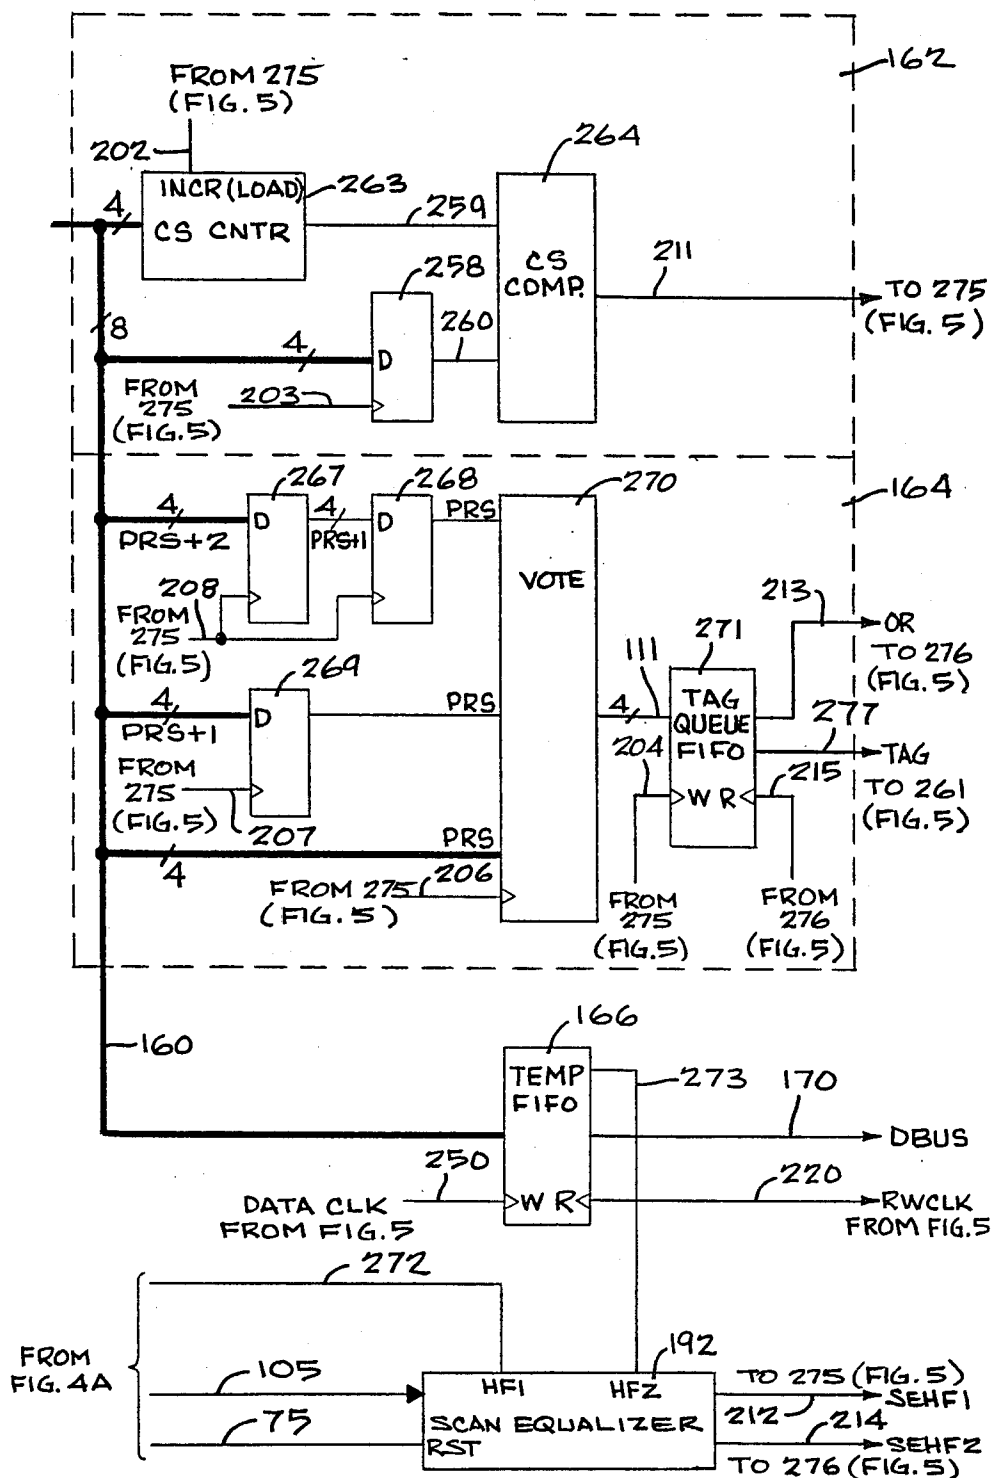 162
FROM 275
(FIG. 5)
202
264
INCR(LOAD)
263
4
CS CNTR
259
258
CS
COMP.
211
TO 275
(FIG. 5)
8
4
260
D
FROM
275
(FIG.5)
203
164
267
268
270
4
D
4
D
PRS
PRS+2
PRS+1
VOTE
208
FROM
275
(FIG.5)
213
OR
TO 276
(FIG. 5)
269
111
271
4
D
PRS
PRS+1
4
TAG
QUEUE
FIFO
277
TAG
TO 261
(FIG.5)
FROM
275
(FIG.5)
207
204
215
W R
PRS
4
206
FROM 275
(FIG. 5)
FROM
275
(FIG.5)
FROM
276
(FIG.5)
160
166
TEMP
FIFO
273
170
DBUS
250
220
DATA CLK
FROM FIG.5
W R
RWCLK
FROM FIG.5
272
FROM
FIG. 4A
105
192
HF1
HF2
TO 275 (FIG. 5)
SEHF1
75
SCAN EQUALIZER
212
214
RST
SEHF2
TO 276 (FIG. 5)